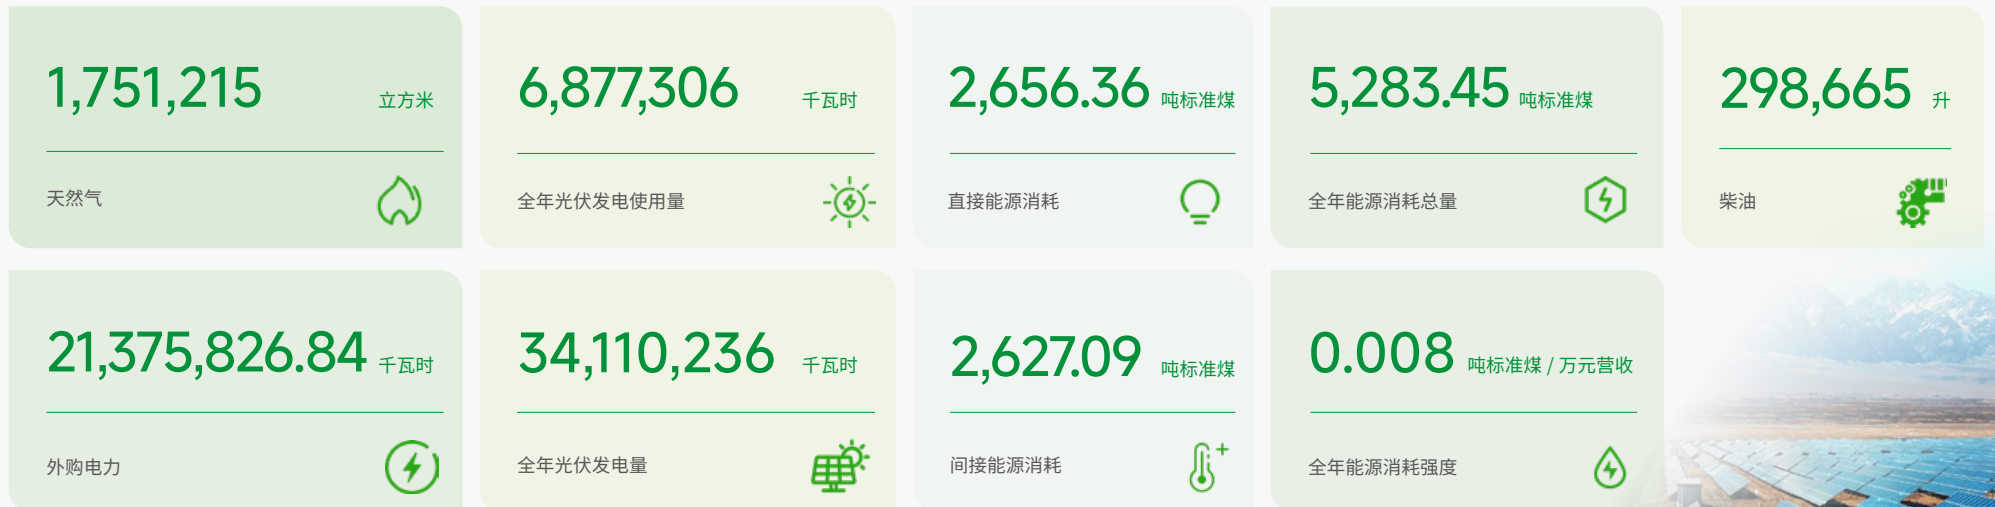 1,751,215 立方米
天然气
6,877,306 千瓦时
全年光伏发电使用量
2,656.36 吨标准煤
直接能源消耗
5,283.45 吨标准煤
全年能源消耗总量
298,665 升
柴油
21,375,826.84 千瓦时
外购电力
34,110,236 千瓦时
全年光伏发电量
2,627.09 吨标准煤
间接能源消耗
0.008 吨标准煤 / 万元营收
全年能源消耗强度